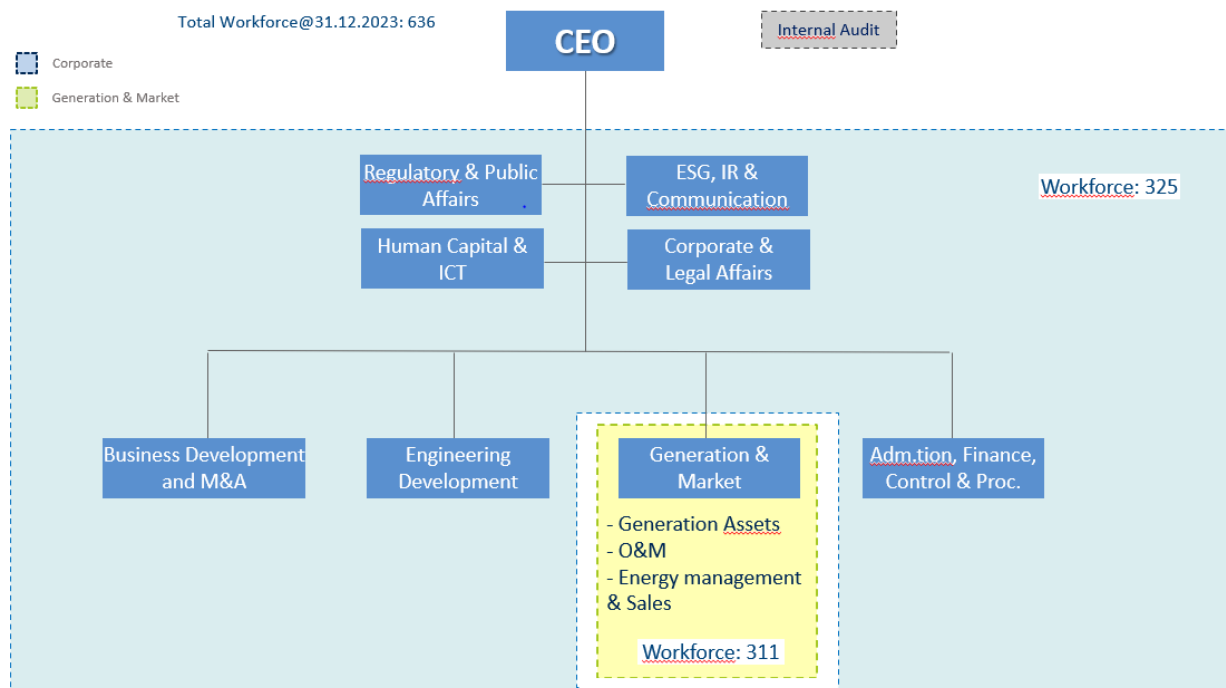 Total Workforce@31.12.2023: 636
CEO
Internal Audit
Corporate
Generation & Market
Regulatory & Public
Affairs
ESG, IR &
Communication
Workforce: 325
Human Capital &
ICT
Corporate &
Legal Affairs
Business Development
and M&A
Engineering
Development
Generation &
Market
Adm.tion, Finance,
Control & Proc.
- Generation Assets
- O&M
- Energy management
& Sales
Workforce: 311